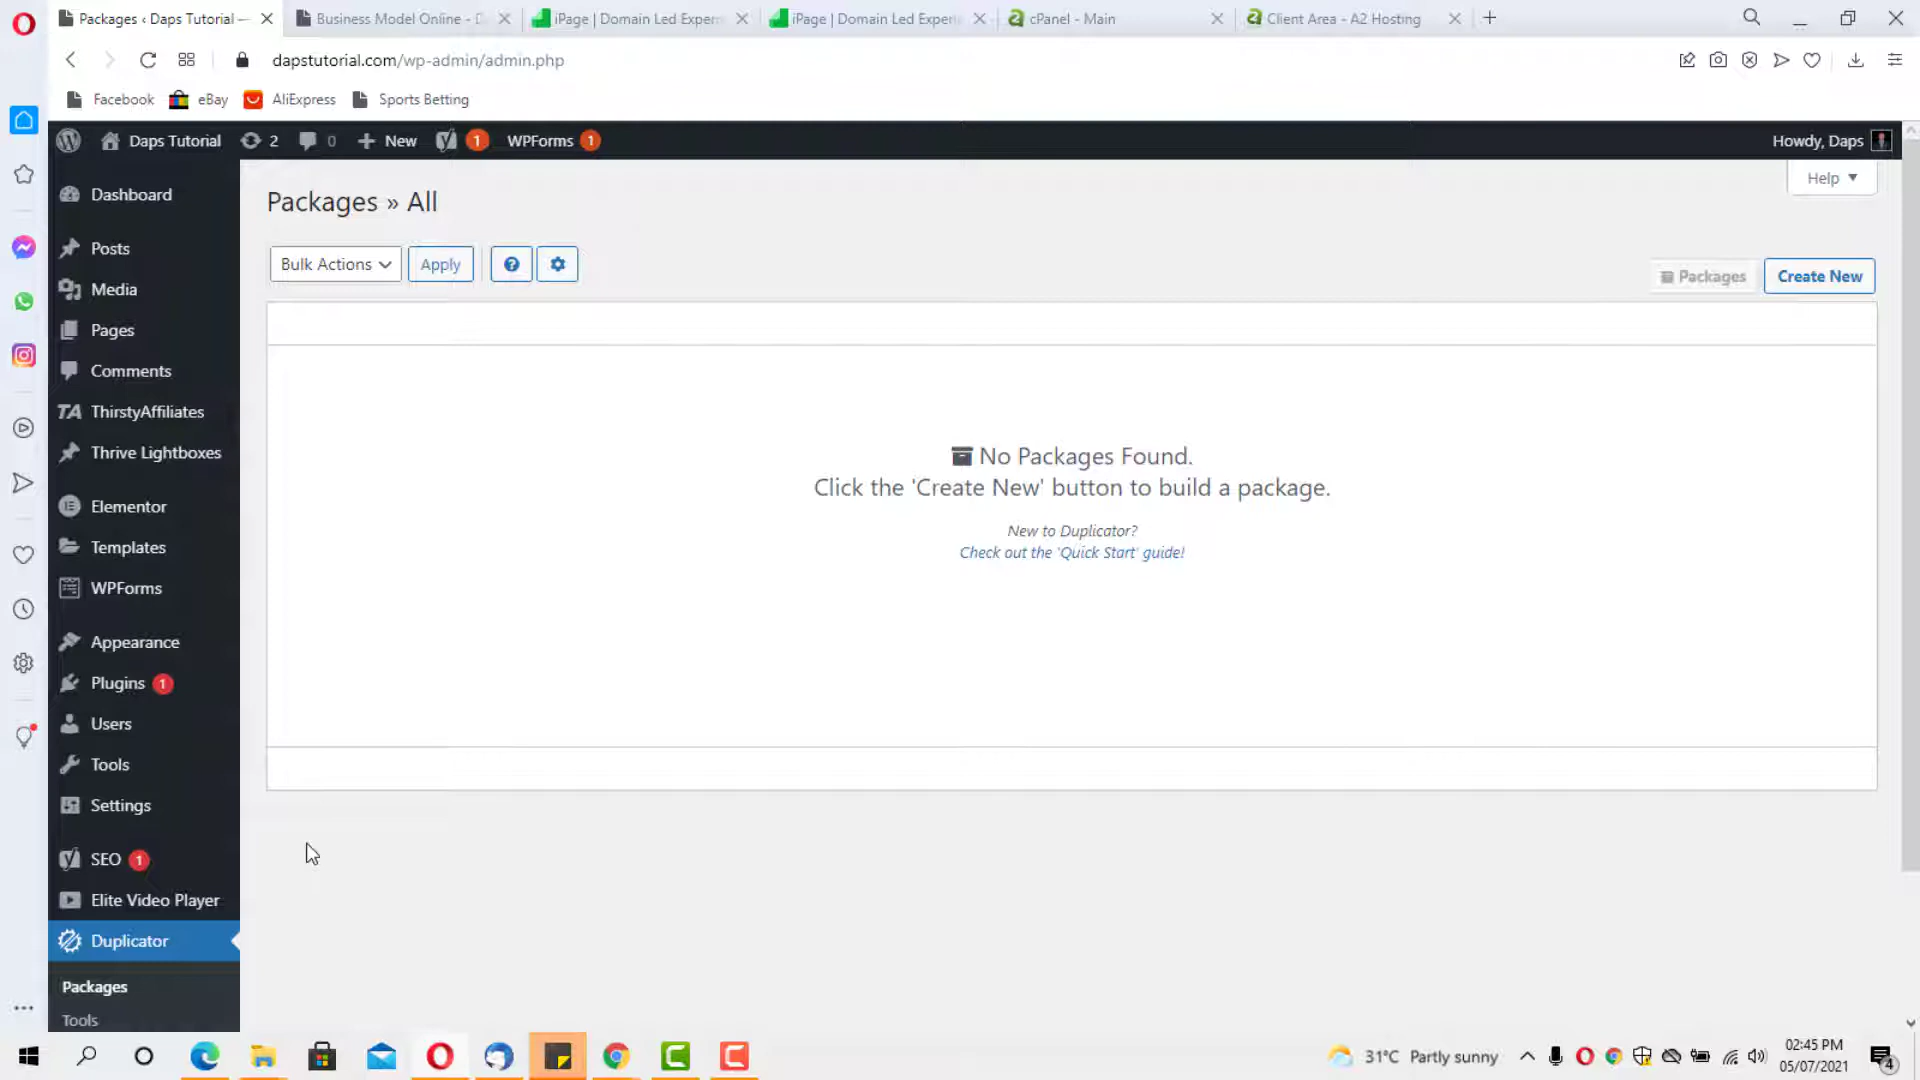 Packages ‹ Daps Tutorial —
Business Model Online - D
iPage | Domain Led Exper
iPage | Domain Led Experi
cPanel - Main
Client Area - A2 Hosting
dapstutorial.com/wp-admin/admin.php
Facebook
eBay
AliExpress
Sports Betting
Daps Tutorial
2
0
New
1
WPForms 1
Howdy, Daps
Help
Dashboard
Posts
Media
Pages
Comments
TA ThirstyAffiliates
Thrive Lightboxes
Elementor
Templates
WPForms
Appearance
Plugins 1
Users
Tools
Settings
SEO 1
Elite Video Player
Duplicator
Packages
Tools
Packages » All
Bulk Actions
Apply
Packages
Create New
No Packages Found.
Click the 'Create New' button to build a package.
New to Duplicator?
Check out the 'Quick Start' guide!
31°C Partly sunny
02:45 PM
05/07/2021
4